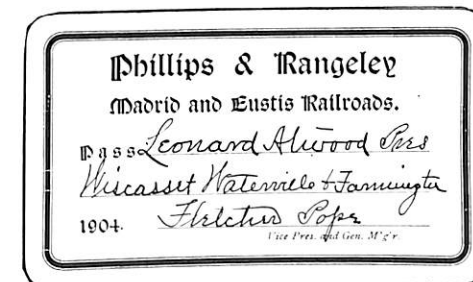 Phillips & Rangeley
Madrid and Eustis Railroads.
Pass Leonard Atwood Pres
Wiscasset Waterville & Farmington
1904. Fletcher Pope
Vice Pres. and Gen. M'g'r.